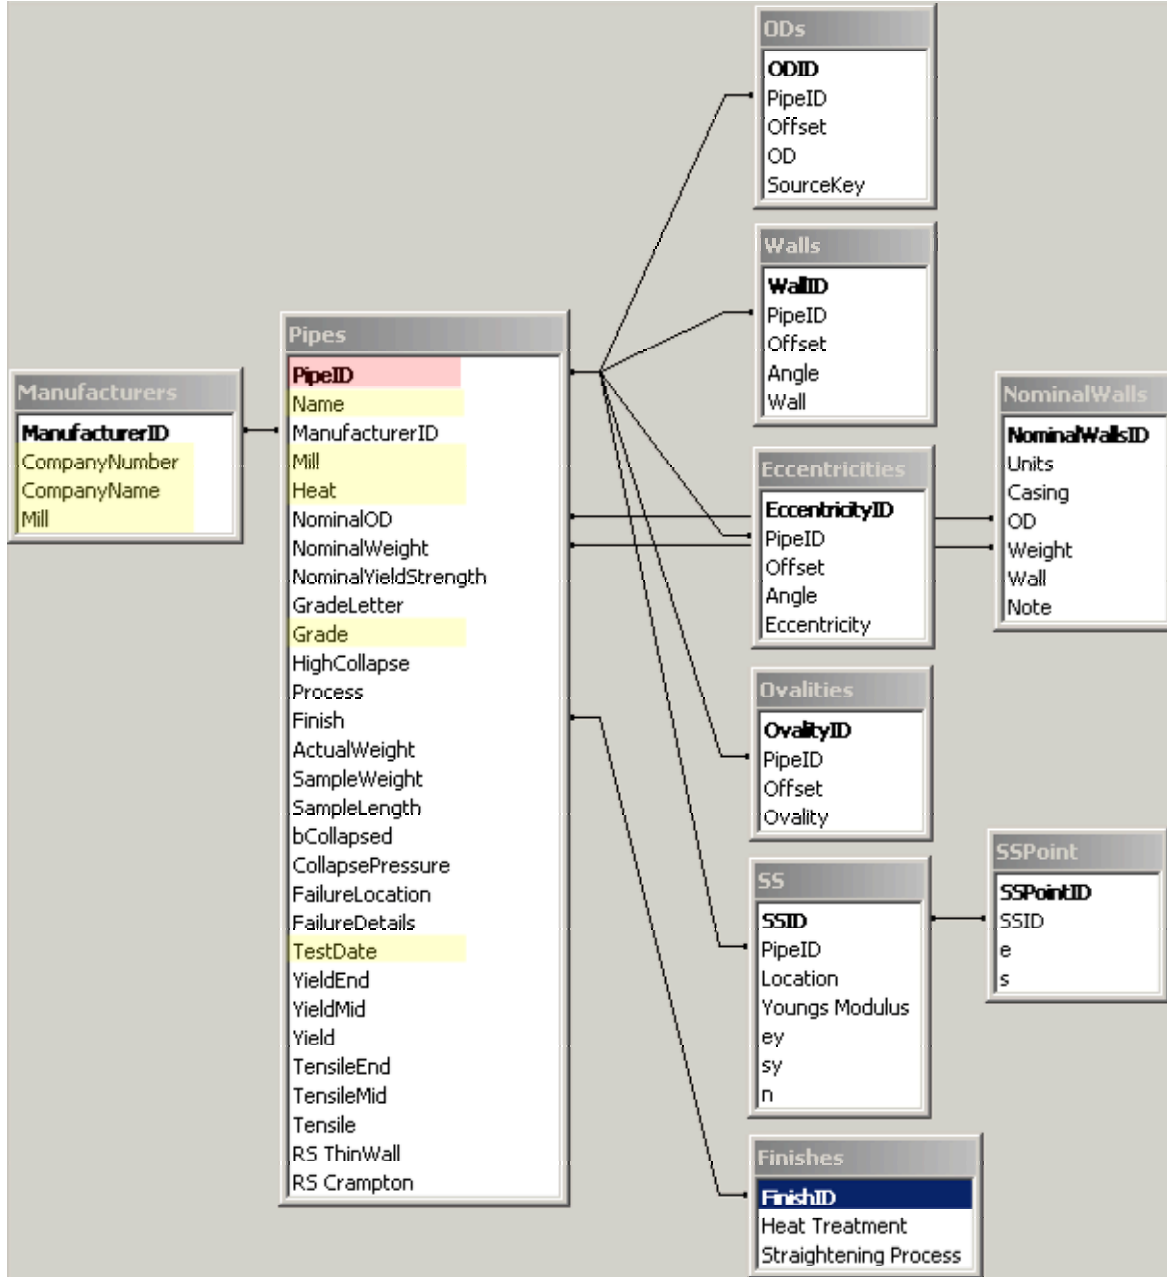 Manufacturers
ManufacturerID
CompanyNumber
CompanyName
Mill
Pipes
PipeID
Name
ManufacturerID
Mill
Heat
NominalOD
NominalWeight
NominalYieldStrength
GradeLetter
Grade
HighCollapse
Process
Finish
ActualWeight
SampleWeight
SampleLength
bCollapsed
CollapsePressure
FailureLocation
FailureDetails
TestDate
YieldEnd
YieldMid
Yield
TensileEnd
TensileMid
Tensile
RS ThinWall
RS Crampton
ODs
ODID
PipeID
Offset
OD
SourceKey
Walls
WallID
PipeID
Offset
Angle
Wall
Eccentricities
EccentricityID
PipeID
Offset
Angle
Eccentricity
Ovalities
OvalityID
PipeID
Offset
Ovality
SS
SSID
PipeID
Location
Youngs Modulus
ey
sy
n
Finishes
FinishID
Heat Treatment
Straightening Process
NominalWalls
NominalWallsID
Units
Casing
OD
Weight
Wall
Note
SSPoint
SSPointID
SSID
e
s